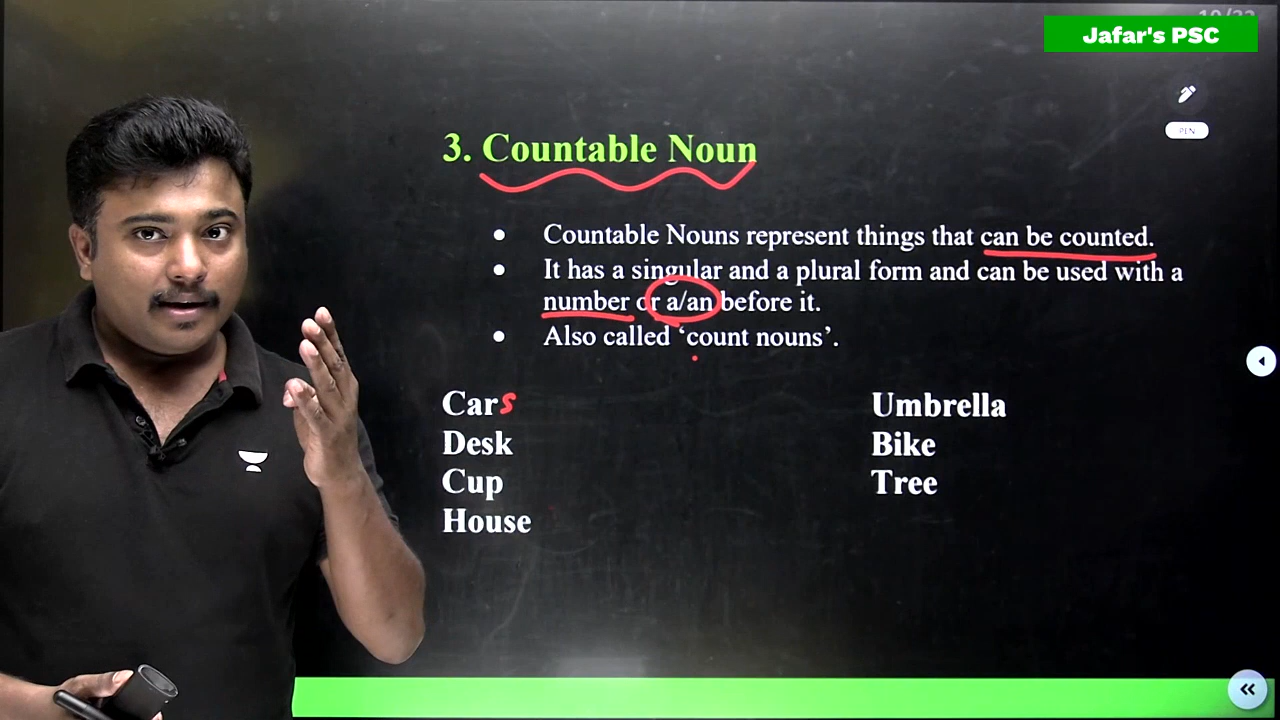 Jafar's PSC
PEN
3. Countable Noun
• Countable Nouns represent things that can be counted.
• It has a singular and a plural form and can be used with a
number or a/an before it.
• Also called ‘count nouns’.
Cars
Desk
Cup
House
Umbrella
Bike
Tree